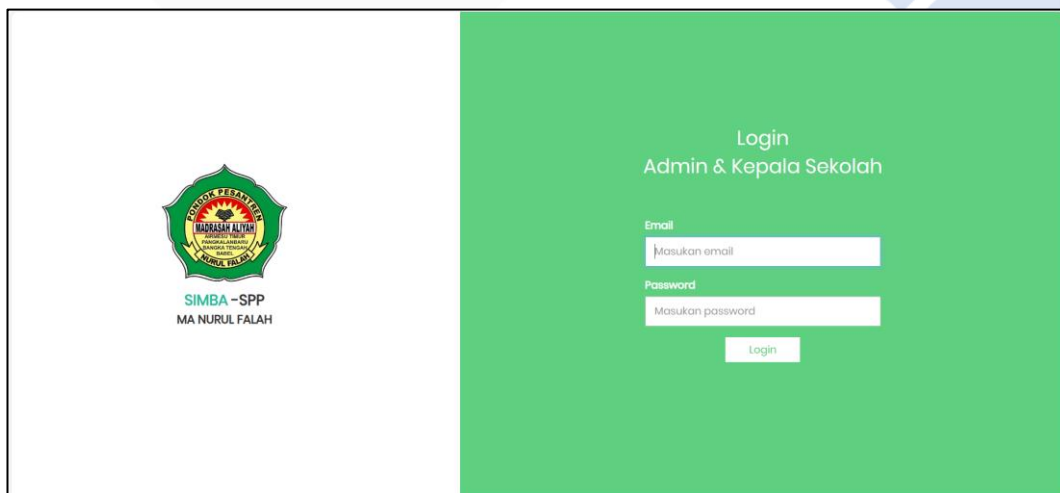 PONDOK PESANTREN
MADRASAH ALIYAH
AIRMESU TIMUR
PANGKALANBARU
BANGKA TENGAH
BABEL
NURUL FALAH
SIMBA - SPP
MA NURUL FALAH
Login
Admin & Kepala Sekolah
Email
Masukan email
Password
Masukan password
Login